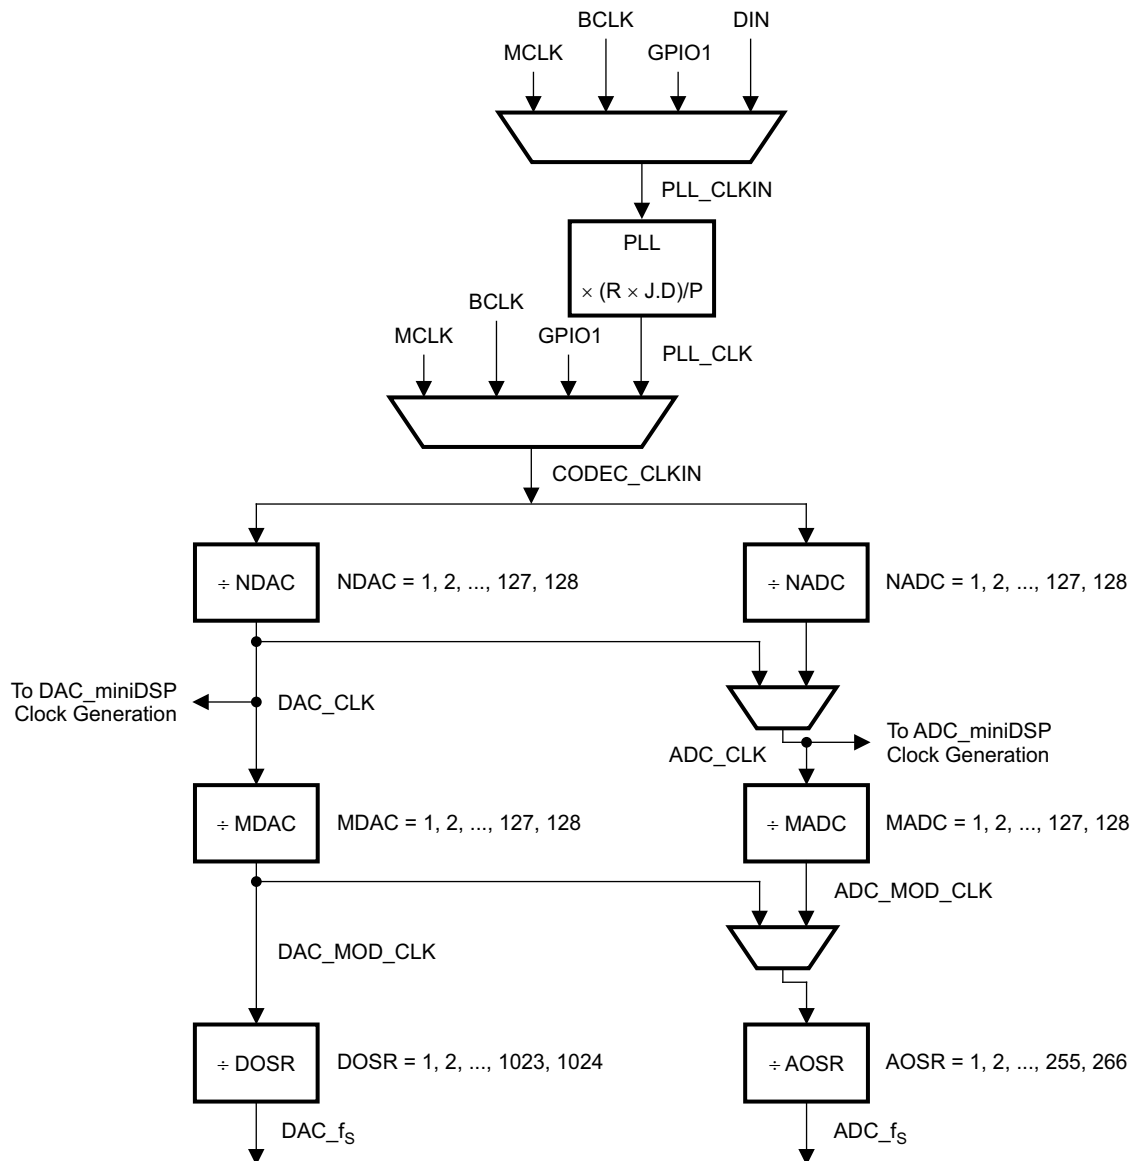 BCLK
DIN
MCLK
GPIO1
PLL_CLKIN
PLL
× (R × J.D)/P
BCLK
MCLK
GPIO1
PLL_CLK
CODEC_CLKIN
÷ NDAC
NDAC = 1, 2, ..., 127, 128
÷ NADC
NADC = 1, 2, ..., 127, 128
To DAC_miniDSP
Clock Generation
DAC_CLK
To ADC_miniDSP
Clock Generation
ADC_CLK
÷ MDAC
MDAC = 1, 2, ..., 127, 128
÷ MADC
MADC = 1, 2, ..., 127, 128
ADC_MOD_CLK
DAC_MOD_CLK
÷ DOSR
DOSR = 1, 2, ..., 1023, 1024
÷ AOSR
AOSR = 1, 2, ..., 255, 266
DAC_fS
ADC_fS